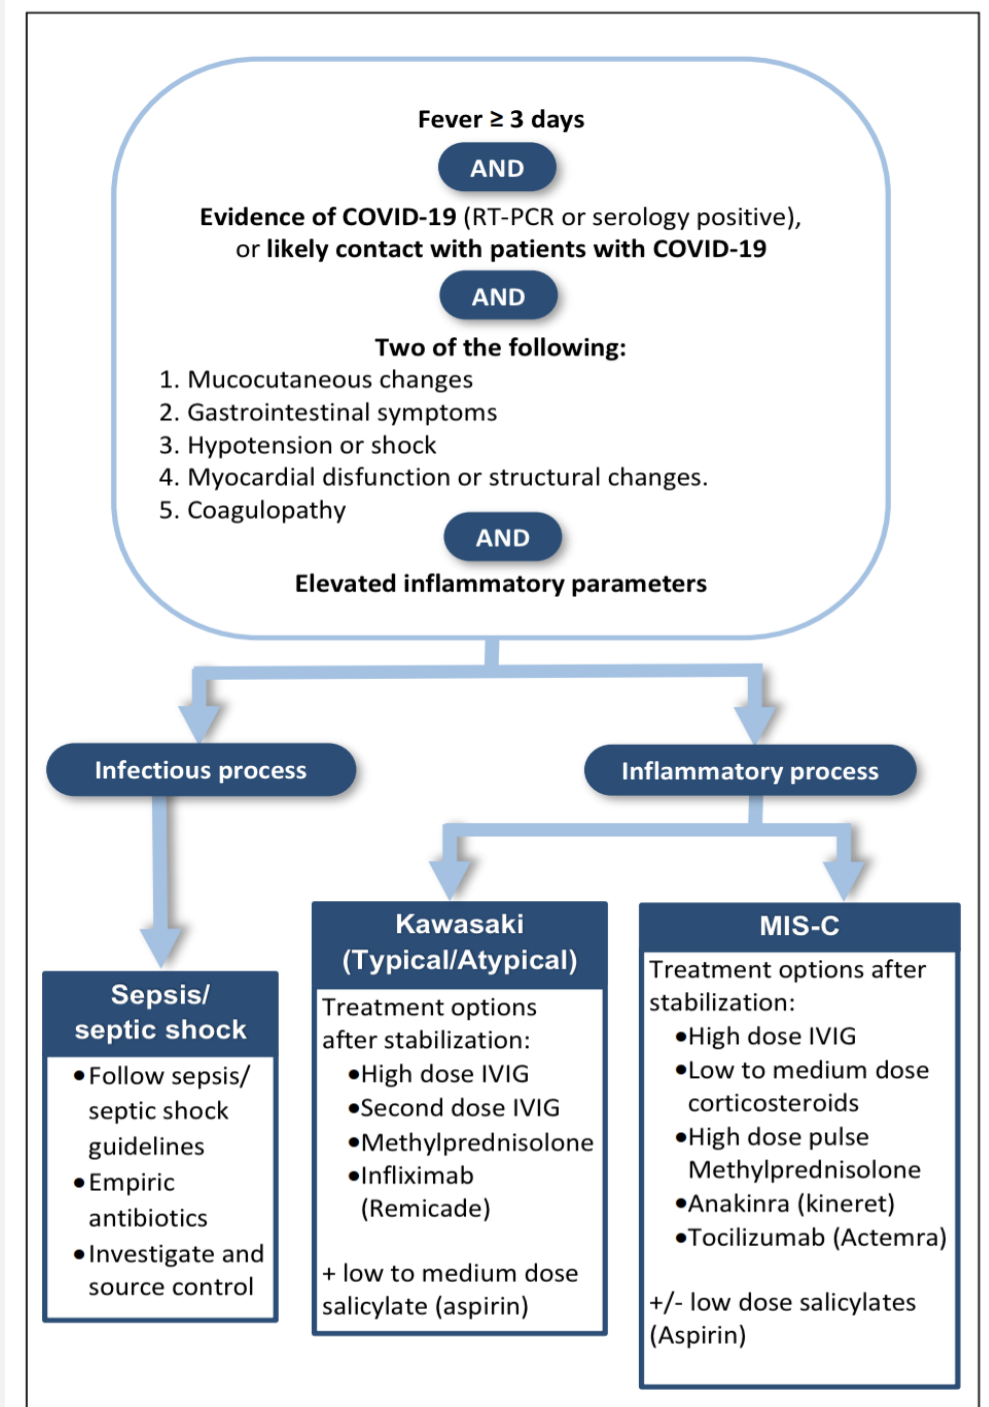 Fever ≥ 3 days
AND
Evidence of COVID-19 (RT-PCR or serology positive),
or likely contact with patients with COVID-19
AND
Two of the following:
1. Mucocutaneous changes
2. Gastrointestinal symptoms
3. Hypotension or shock
4. Myocardial disfunction or structural changes.
5. Coagulopathy
AND
Elevated inflammatory parameters
Infectious process
Inflammatory process
Sepsis/
septic shock
•Follow sepsis/
septic shock
guidelines
•Empiric
antibiotics
•Investigate and
source control
Kawasaki
(Typical/Atypical)
Treatment options
after stabilization:
•High dose IVIG
•Second dose IVIG
•Methylprednisolone
•Infliximab
(Remicade)
+ low to medium dose
salicylate (aspirin)
MIS-C
Treatment options after
stabilization:
•High dose IVIG
•Low to medium dose
corticosteroids
•High dose pulse
Methylprednisolone
•Anakinra (kineret)
•Tocilizumab (Actemra)
+/- low dose salicylates
(Aspirin)